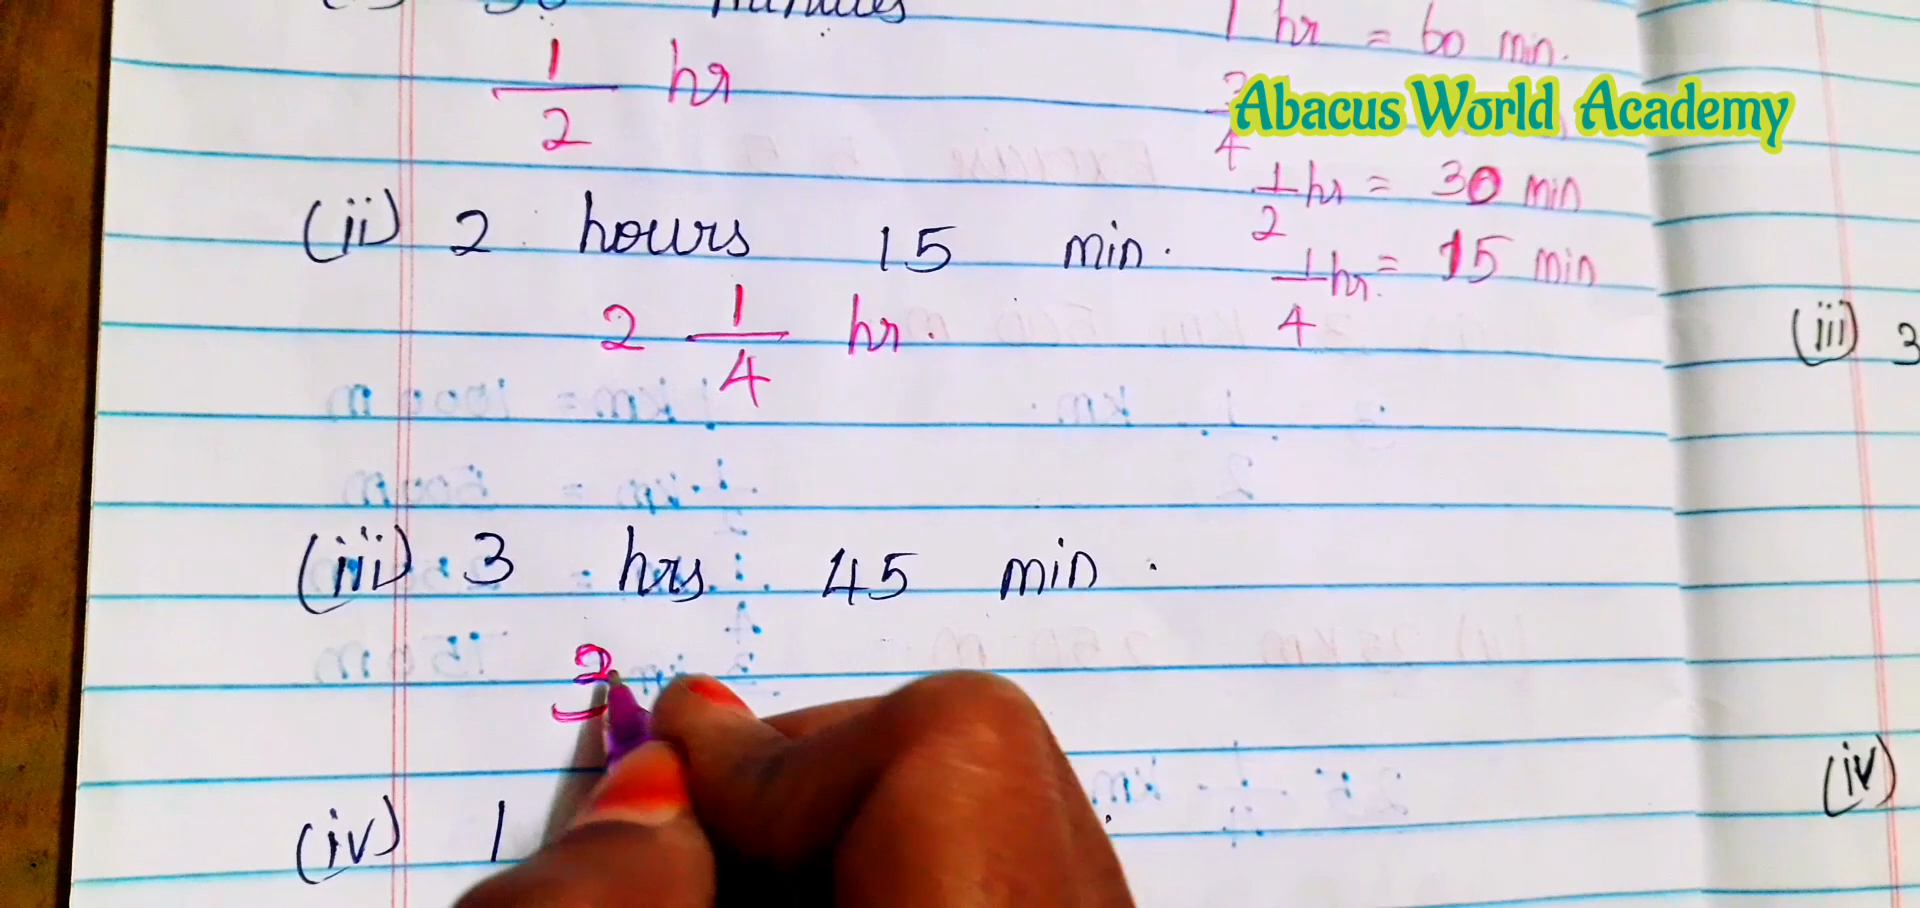 minutes
1/2 hr
(ii) 2 hours 15 min.
2 1/4 hr.
(iii) 3 hrs 45 min.
(iv) 1
1 hr = 60 min.
Abacus World Academy
4
1/2 hr = 30 min
1/4 hr. = 15 min
(iii) 3
(iv)